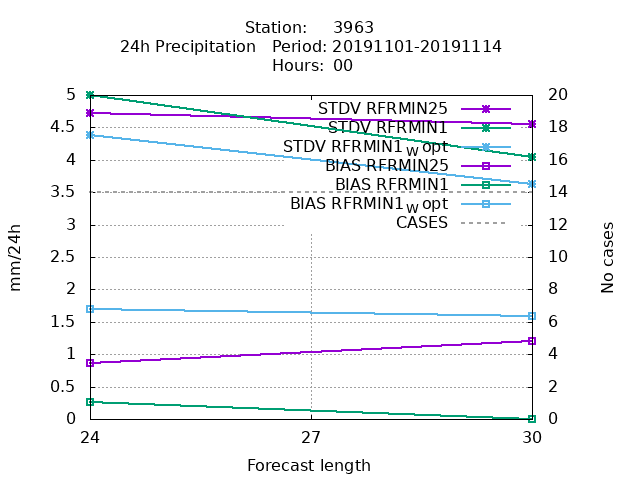 Station: 3963
24h Precipitation Period: 20191101-20191114
Hours: 00
STDV RFRMIN25
STDV RFRMIN1
STDV RFRMIN1w opt
BIAS RFRMIN25
BIAS RFRMIN1
BIAS RFRMIN1w opt
CASES
5
4.5
4
3.5
3
2.5
2
1.5
1
0.5
0
mm/24h
20
18
16
14
12
10
8
6
4
2
0
No cases
24 27 30
Forecast length